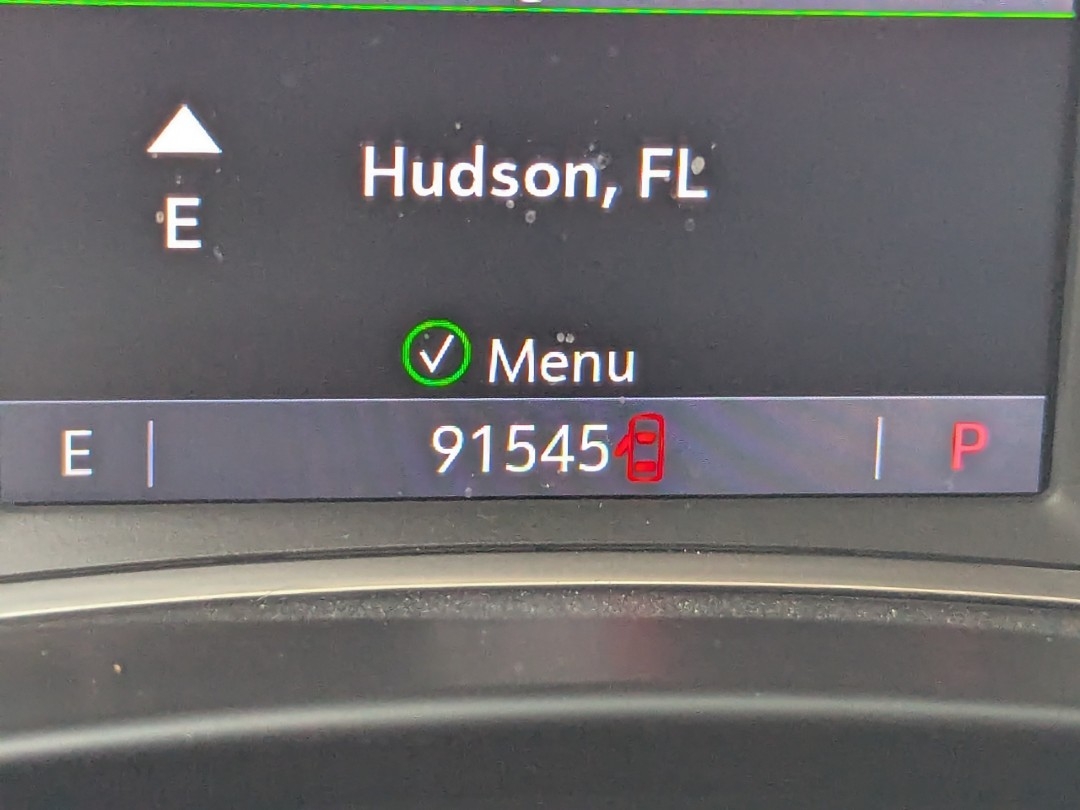 Hudson, FL
E
Menu
E 91545 P